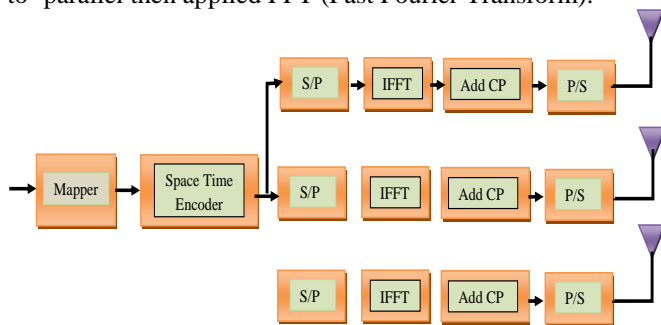 to parallel then applied FFT (Fast Fourier Transform).
S/P IFFT Add CP P/S
Mapper
Space Time
Encoder
S/P IFFT Add CP P/S
S/P IFFT Add CP P/S